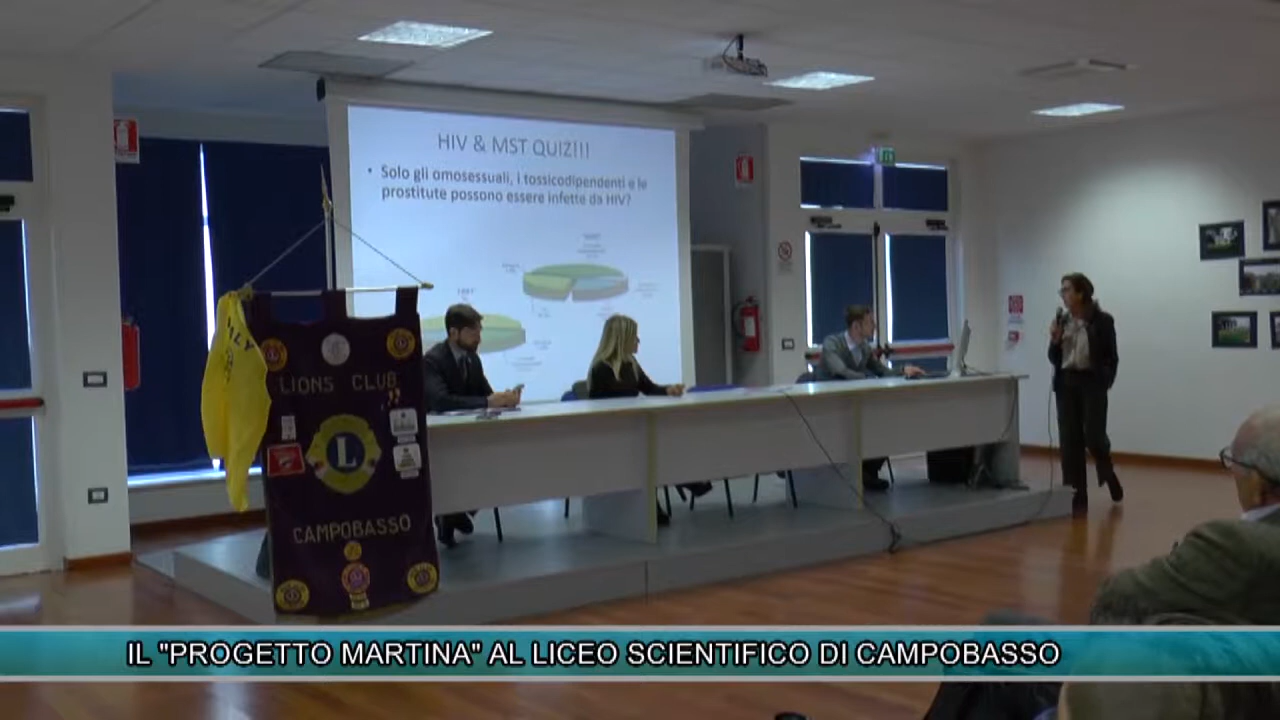 HIV & MST QUIZ!!!
• Solo gli omosessuali, i tossicodipendenti e le
prostitute possono essere infette da HIV?
LIONS CLUB
L
CAMPOBASSO
IL "PROGETTO MARTINA" AL LICEO SCIENTIFICO DI CAMPOBASSO